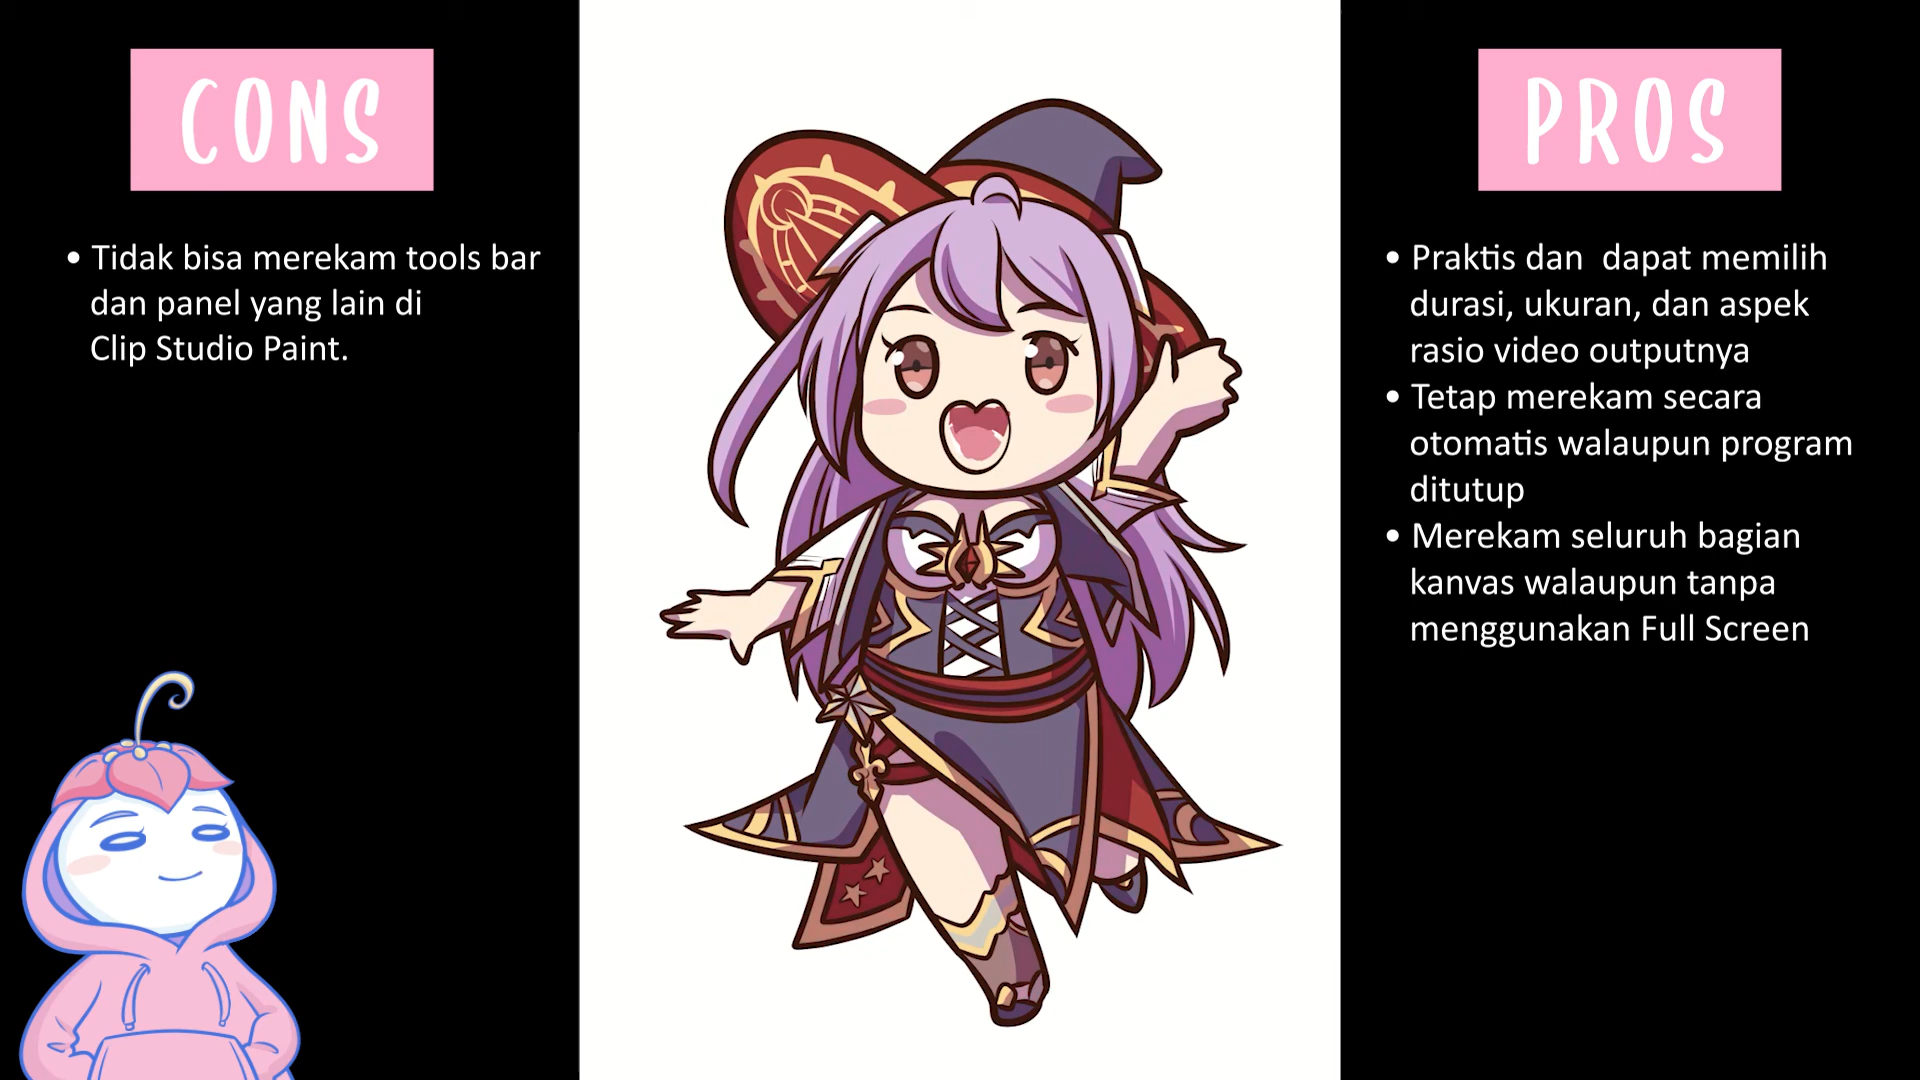 CONS
• Tidak bisa merekam tools bar
dan panel yang lain di
Clip Studio Paint.
PROS
• Praktis dan  dapat memilih
durasi, ukuran, dan aspek
rasio video outputnya
• Tetap merekam secara
otomatis walaupun program
ditutup
• Merekam seluruh bagian
kanvas walaupun tanpa
menggunakan Full Screen